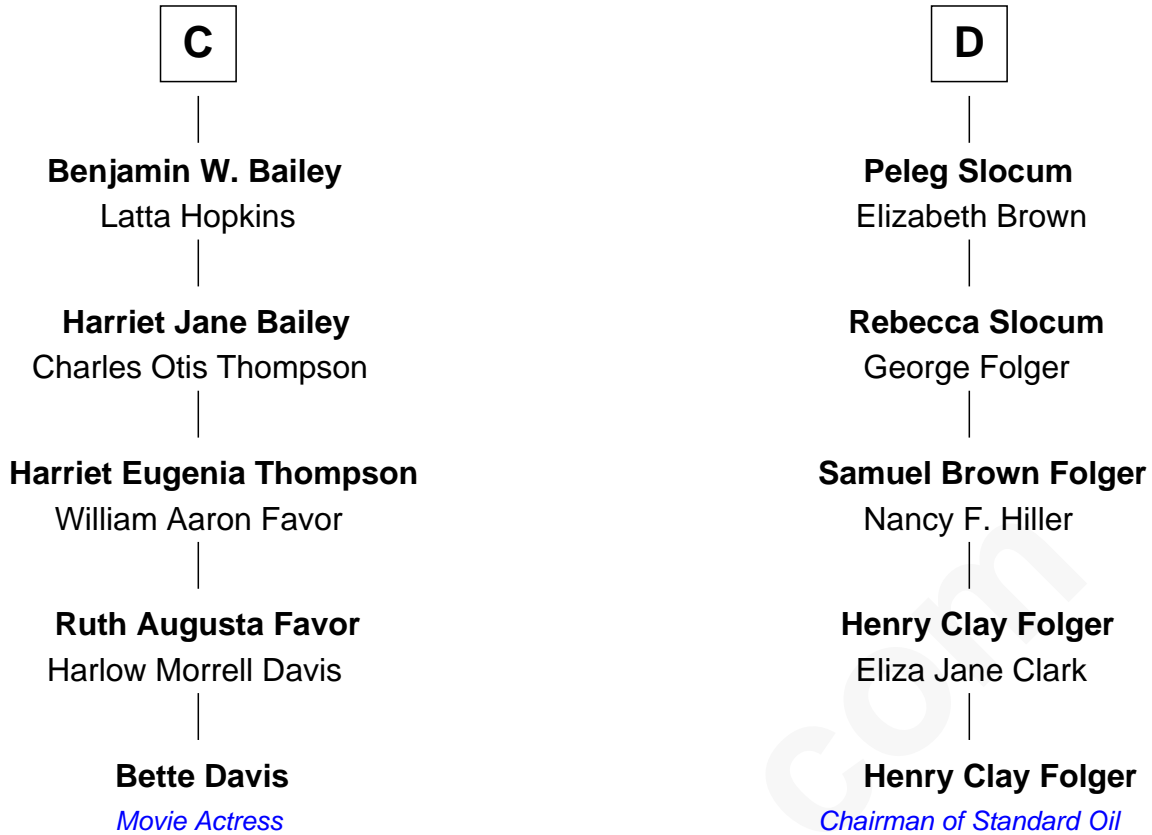 C
Benjamin W. Bailey
Latta Hopkins
Harriet Jane Bailey
Charles Otis Thompson
Harriet Eugenia Thompson
William Aaron Favor
Ruth Augusta Favor
Harlow Morrell Davis
Bette Davis
Movie Actress
D
Peleg Slocum
Elizabeth Brown
Rebecca Slocum
George Folger
Samuel Brown Folger
Nancy F. Hiller
Henry Clay Folger
Eliza Jane Clark
Henry Clay Folger
Chairman of Standard Oil
com